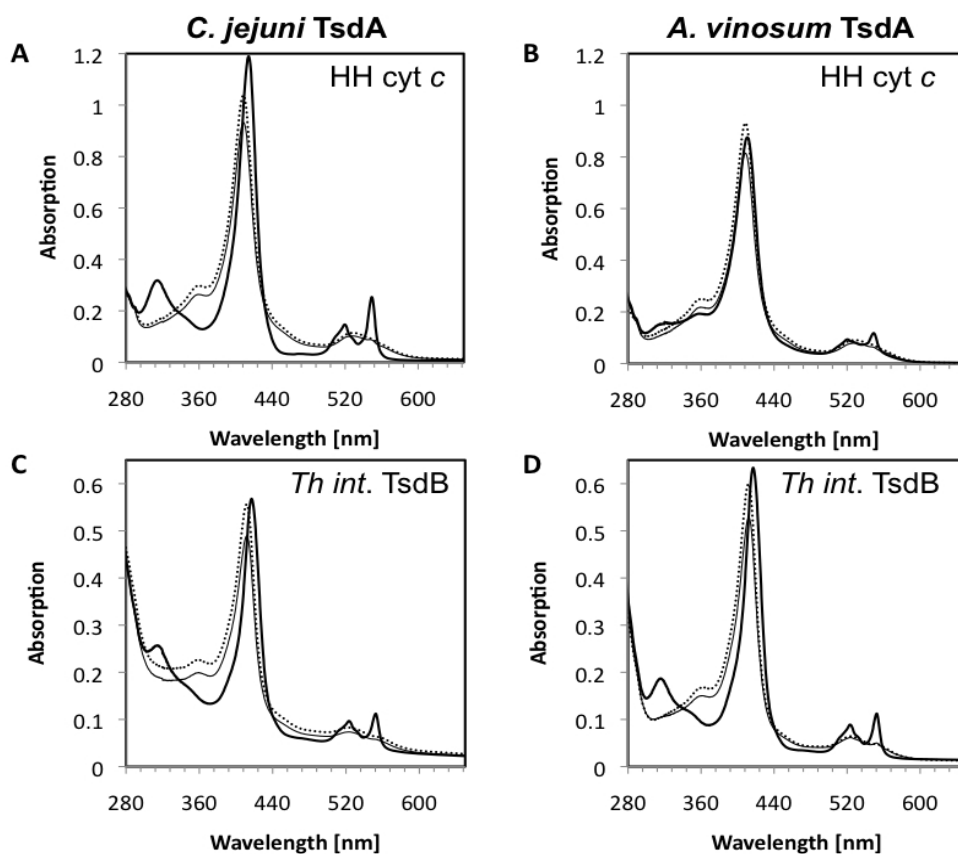 C. jejuni TsdA
A. vinosum TsdA
A
HH cyt c
1.2
1
0.8
0.6
0.4
0.2
0
Absorption
280 360 440 520 600
Wavelength [nm]
B
HH cyt c
1.2
1
0.8
0.6
0.4
0.2
0
Absorption
280 360 440 520 600
Wavelength [nm]
C
Th int. TsdB
0.6
0.5
0.4
0.3
0.2
0.1
0
Absorption
280 360 440 520 600
Wavelength [nm]
D
Th int. TsdB
0.6
0.5
0.4
0.3
0.2
0.1
0
Absorption
280 360 440 520 600
Wavelength [nm]